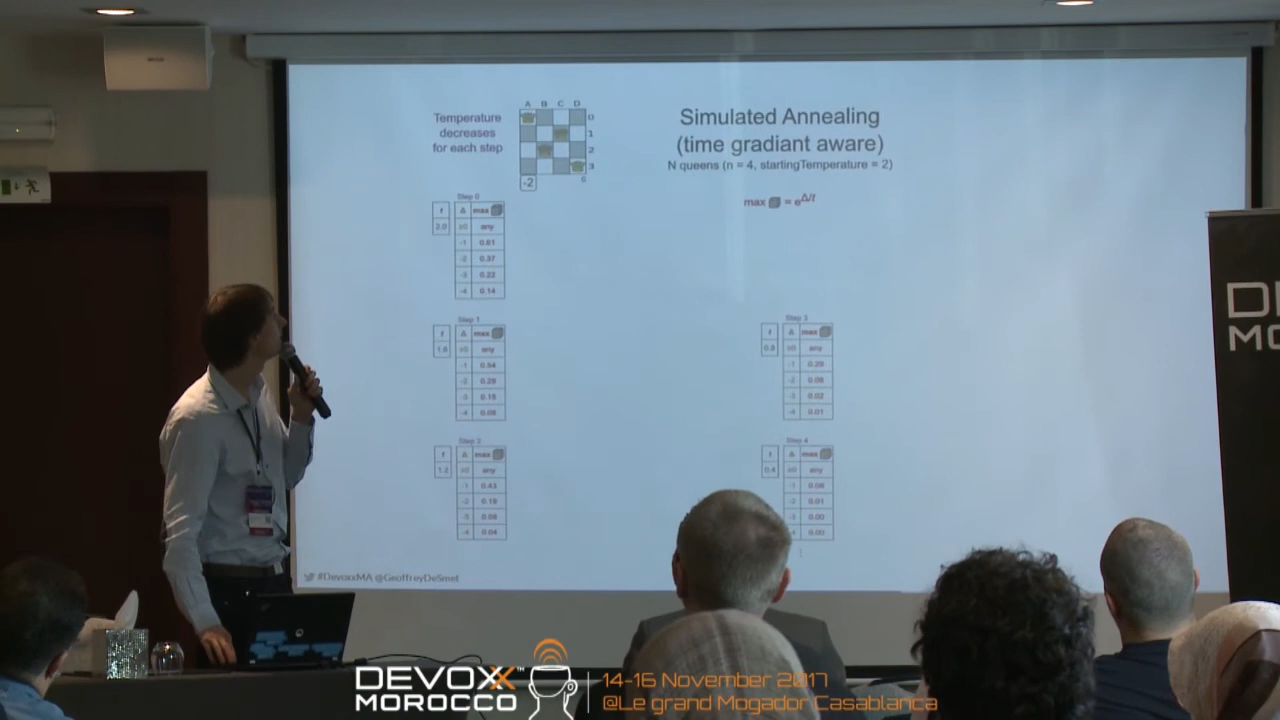 Temperature
decreases
for each step
A B C D
0
1
2
3
-2
Simulated Annealing
(time gradiant aware)
N queens (n = 4, startingTemperature = 2)
max = e^Δ/t
Step 0
t Δ max
2.0 ≥0 any
-1 0.61
-2 0.37
-3 0.22
-4 0.14
Step 1
t Δ max
1.6 ≥0 any
-1 0.54
-2 0.29
-3 0.15
-4 0.08
Step 2
t Δ max
1.2 ≥0 any
-1 0.43
-2 0.19
-3 0.08
-4 0.04
Step 3
t Δ max
0.8 ≥0 any
-1 0.29
-2 0.08
-3 0.02
-4 0.01
Step 4
t Δ max
0.4 ≥0 any
-1 0.08
-2 0.01
-3 0.00
0.00
#DevoxxMA @GeoffreyDeSmet
DEVOXX™
MOROCCO
14-16 November 2017
@Le grand Mogador Casablanca